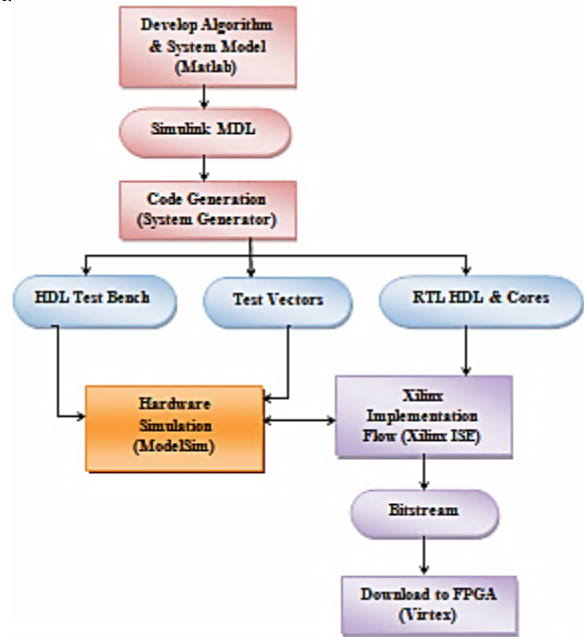 Develop Algorithm
& System Model
(Matlab)
Simulink MDL
Code Generation
(System Generator)
HDL Test Bench
Test Vectors
RTL HDL & Cores
Hardware
Simulation
(ModelSim)
Xilinx
Implementation
Flow (Xilinx ISE)
Bitstream
Download to FPGA
(Virtex)